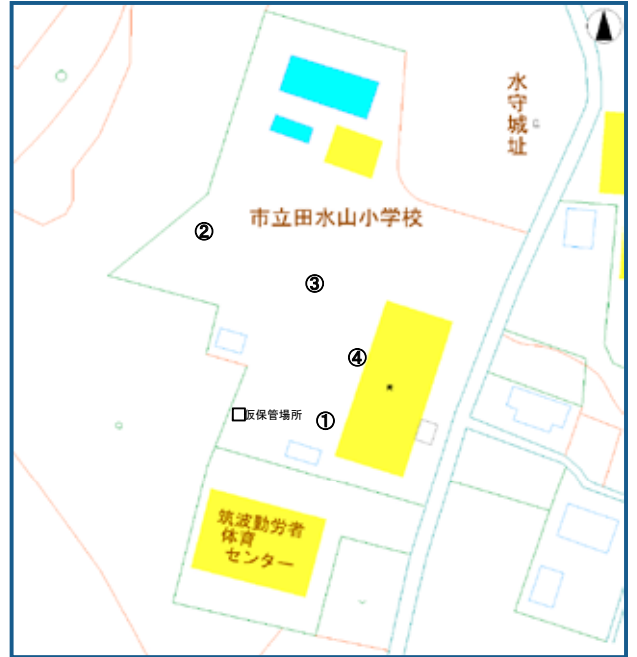 水守城址
市立田水山小学校
②
③
④
①
仮保管場所
筑波勤労者
体育
センター